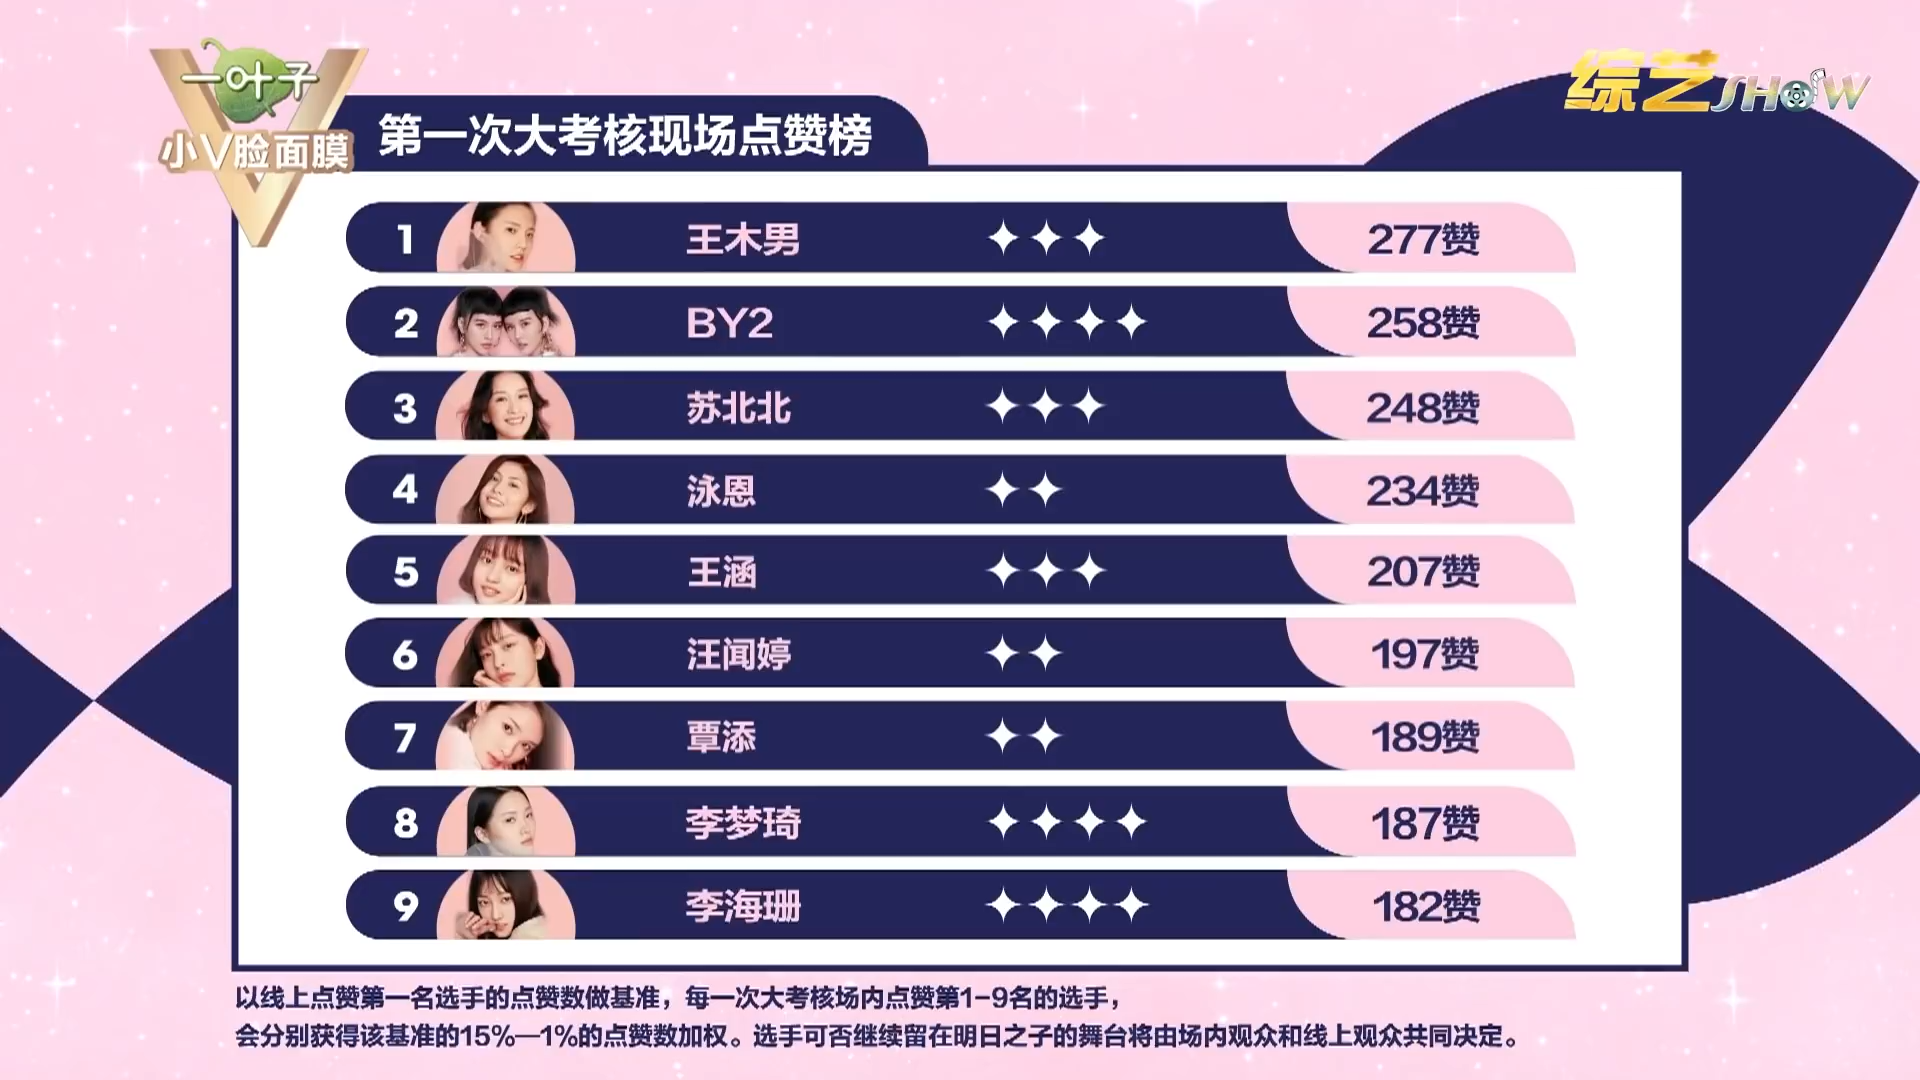 一叶子
小V脸面膜
综艺SHOW
第一次大考核现场点赞榜
1 王木男 277赞
2 BY2 258赞
3 苏北北 248赞
4 泳恩 234赞
5 王涵 207赞
6 汪闻婷 197赞
7 覃添 189赞
8 李梦琦 187赞
9 李海珊 182赞
以线上点赞第一名选手的点赞数做基准，每一次大考核场内点赞第1-9名的选手，
会分别获得该基准的15%—1%的点赞数加权。选手可否继续留在明日之子的舞台将由场内观众和线上观众共同决定。